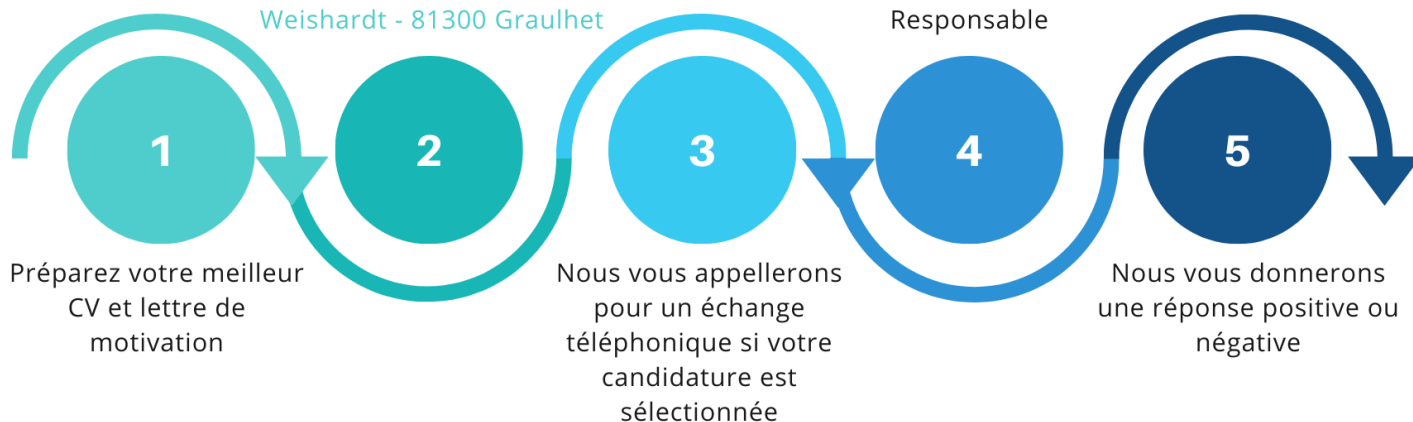 Weishardt - 81300 Graulhet
Responsable
1
2
3
4
5
Préparez votre meilleur
CV et lettre de
motivation
Nous vous appellerons
pour un échange
téléphonique si votre
candidature est
sélectionnée
Nous vous donnerons
une réponse positive ou
négative